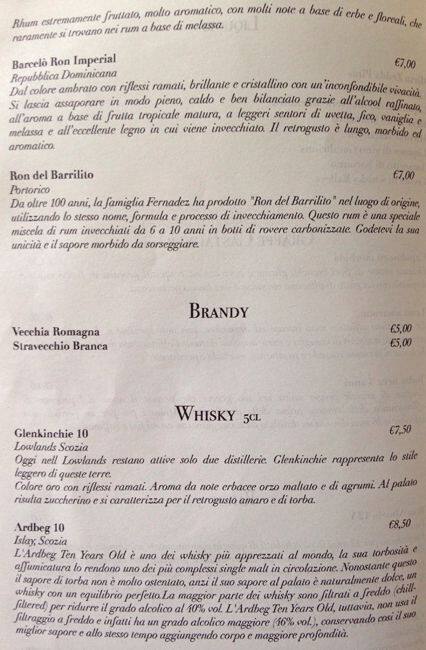 Rhum estremamente fruttato, molto aromatico, con molti note a base di erbe e floreali, che
raramente si trovano nei rum a base di melassa.
Barcelò Ron Imperial €7,00
Repubblica Dominicana
Dal colore ambrato con riflessi ramati, brillante e cristallino con un'inconfondibile vivacità.
Si lascia assaporare in modo pieno, caldo e ben bilanciato grazie all'alcool raffinato,
all'aroma a base di frutta tropicale matura, a leggeri sentori di uvetta, fico, vaniglia e
melassa e all'eccellente legno in cui viene invecchiato. Il retrogusto è lungo, morbido ed
aromatico.
Ron del Barrilito €7,00
Portorico
Da oltre 100 anni, la famiglia Fernadez ha prodotto "Ron del Barrilito" nel luogo di origine,
utilizzando lo stesso nome, formula e processo di invecchiamento. Questo rum è una speciale
miscela di rum invecchiati da 6 a 10 anni in botti di rovere carbonizzate. Godetevi la sua
unicità e il sapore morbido da sorseggiare.
BRANDY
Vecchia Romagna €5,00
Stravecchio Branca €5,00
WHISKY 5CL
Glenkinchie 10 €7,50
Lowlands Scozia
Oggi nell Lowlands restano attive solo due distillerie. Glenkinchie rappresenta lo stile
leggero di queste terre.
Colore oro con riflessi ramati. Aroma da note erbacee orzo maltato e di agrumi. Al palato
risulta zuccherino e si caratterizza per il retrogusto amaro e di torba.
Ardbeg 10 €8,50
Islay, Scozia
L'Ardbeg Ten Years Old è uno dei whisky più apprezzati al mondo, la sua torbosità e
affumicatura lo rendono uno dei più complessi single malt in circolazione. Nonostante questo
il sapore di torba non è molto ostentato, anzi il suo sapore al palato è naturalmente dolce, un
whisky con un equilibrio perfetto.La maggior parte dei whisky sono filtrati a freddo (chill-
filtered) per ridurre il grado alcolico al 40% vol. L'Ardbeg Ten Years Old, tuttavia, non usa il
filtraggio a freddo e infatti ha un grado alcolico maggiore (46% vol.), conservando così il suo
miglior sapore e allo stesso tempo aggiungendo corpo e maggiore profondità.